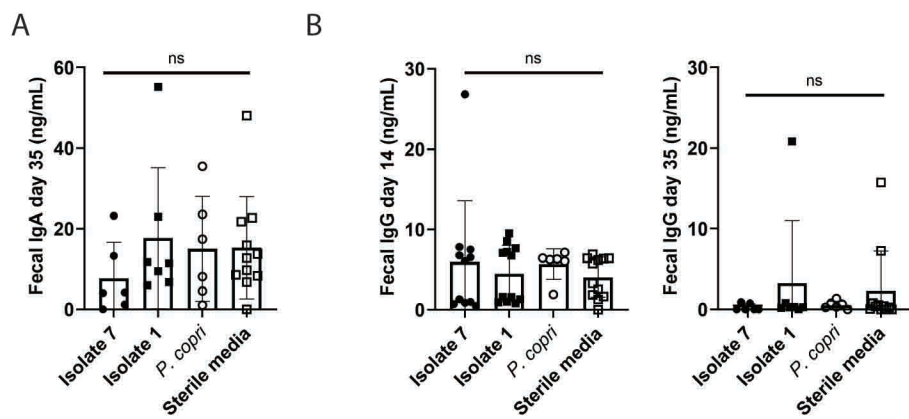 A
B
ns
Fecal IgA day 35 (ng/mL)
60
40
20
0
Isolate 7
Isolate 1
P. copri
Sterile media
ns
Fecal IgG day 14 (ng/mL)
30
20
10
0
Isolate 7
Isolate 1
P. copri
Sterile media
ns
Fecal IgG day 35 (ng/mL)
30
20
10
0
Isolate 7
Isolate 1
P. copri
Sterile media